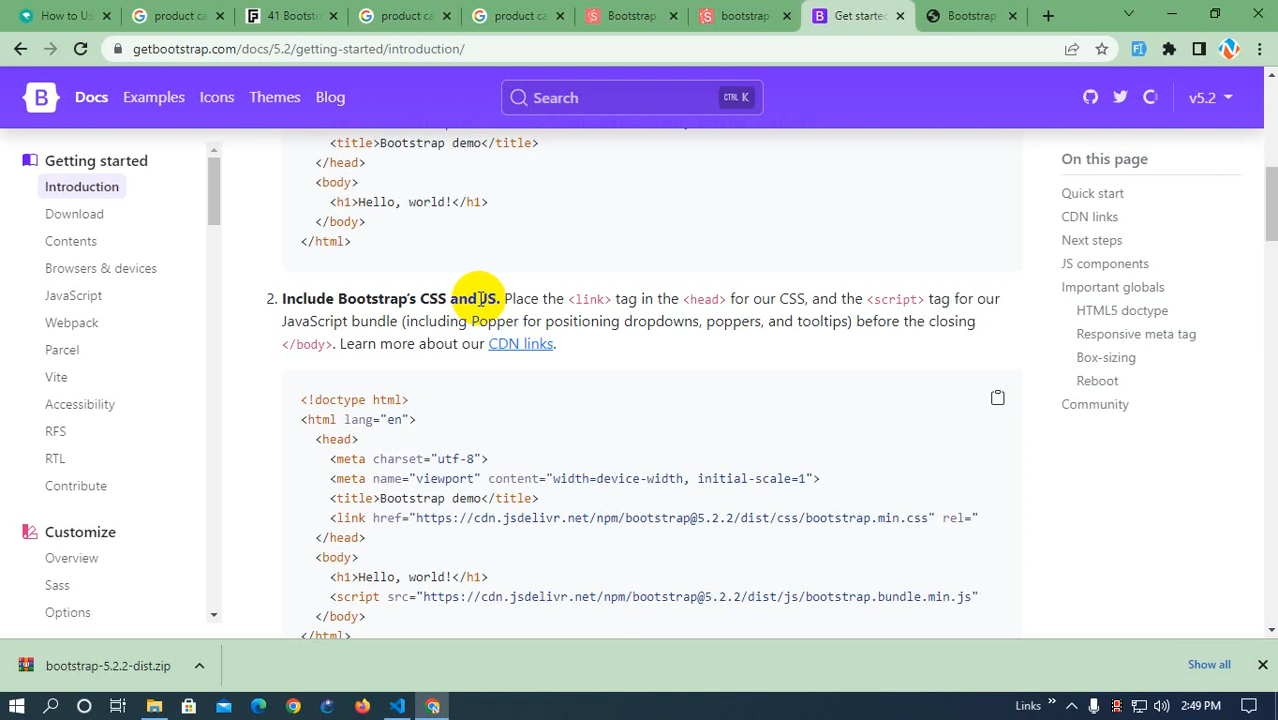 How to Us
product ca
41 Bootst
product ca
product ca
Bootstrap
bootstrap-
Get starte
Bootstrap
getbootstrap.com/docs/5.2/getting-started/introduction/
B Docs Examples Icons Themes Blog
Search CTRL K
v5.2
Getting started
Introduction
Download
Contents
Browsers & devices
JavaScript
Webpack
Parcel
Vite
Accessibility
RFS
RTL
Contribute
Customize
Overview
Sass
Options
<title>Bootstrap demo</title>
</head>
<body>
<h1>Hello, world!</h1>
</body>
</html>
2. Include Bootstrap's CSS and JS. Place the <link> tag in the <head> for our CSS, and the <script> tag for our
JavaScript bundle (including Popper for positioning dropdowns, poppers, and tooltips) before the closing
</body>. Learn more about our CDN links.
<!doctype html>
<html lang="en">
<head>
<meta charset="utf-8">
<meta name="viewport" content="width=device-width, initial-scale=1">
<title>Bootstrap demo</title>
<link href="https://cdn.jsdelivr.net/npm/bootstrap@5.2.2/dist/css/bootstrap.min.css" rel="
</head>
<body>
<h1>Hello, world!</h1>
<script src="https://cdn.jsdelivr.net/npm/bootstrap@5.2.2/dist/js/bootstrap.bundle.min.js"
</body>
</html>
On this page
Quick start
CDN links
Next steps
JS components
Important globals
HTML5 doctype
Responsive meta tag
Box-sizing
Reboot
Community
bootstrap-5.2.2-dist.zip
Show all
Links
2:49 PM